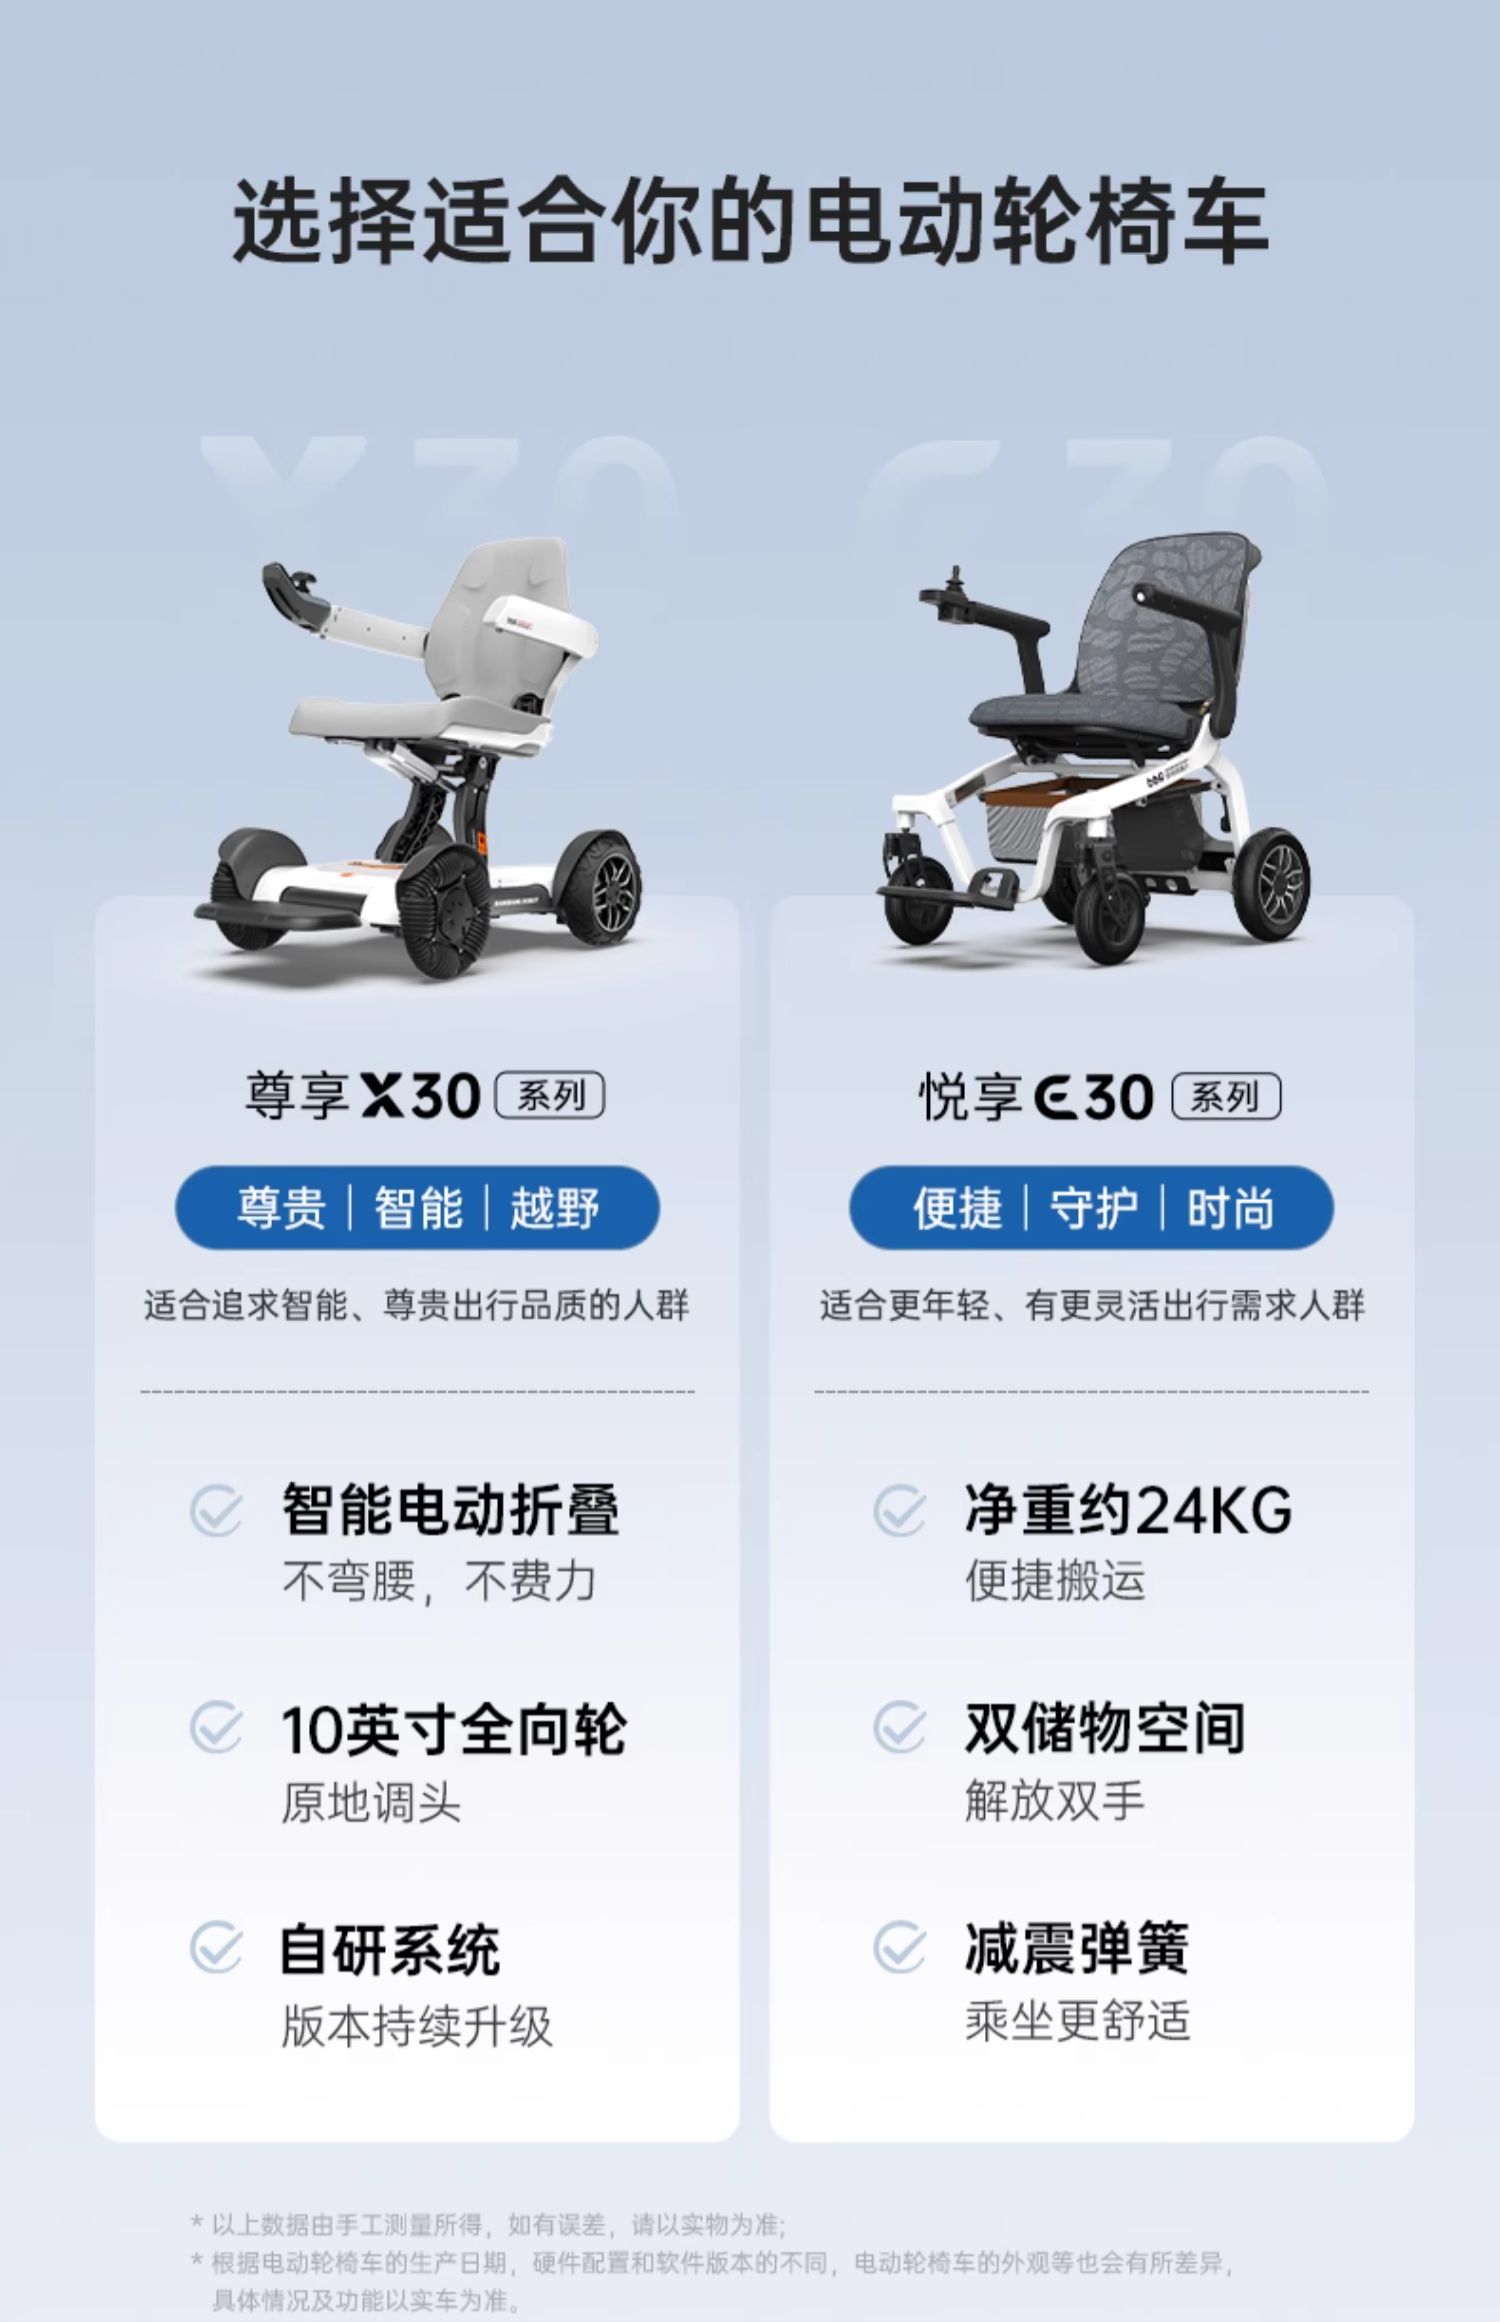 选择适合你的电动轮椅车
X30
E30
尊享X30 系列
尊贵｜智能｜越野
适合追求智能、尊贵出行品质的人群
智能电动折叠
不弯腰，不费力
10英寸全向轮
原地调头
自研系统
版本持续升级
悦享E30 系列
便捷｜守护｜时尚
适合更年轻、有更灵活出行需求人群
净重约24KG
便捷搬运
双储物空间
解放双手
减震弹簧
乘坐更舒适
* 以上数据由手工测量所得，如有误差，请以实物为准;
* 根据电动轮椅车的生产日期，硬件配置和软件版本的不同，电动轮椅车的外观等也会有所差异，
具体情况及功能以实车为准。